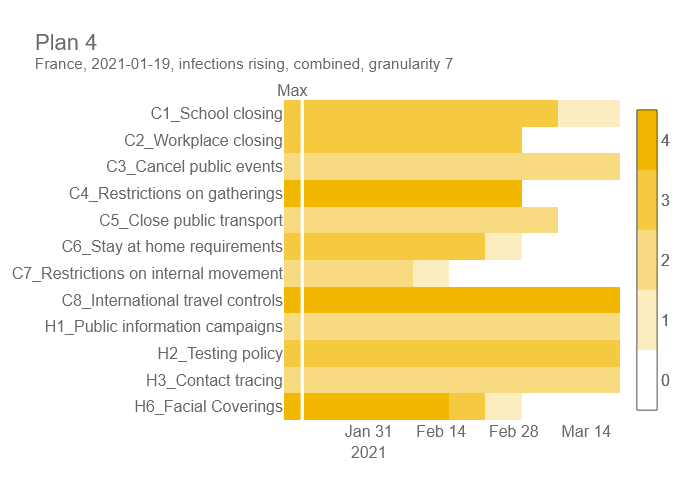 Plan 4
France, 2021-01-19, infections rising, combined, granularity 7
Max
C1_School closing
C2_Workplace closing
C3_Cancel public events
C4_Restrictions on gatherings
C5_Close public transport
C6_Stay at home requirements
C7_Restrictions on internal movement
C8_International travel controls
H1_Public information campaigns
H2_Testing policy
H3_Contact tracing
H6_Facial Coverings
Jan 31 Feb 14 Feb 28 Mar 14
2021
4
3
2
1
0